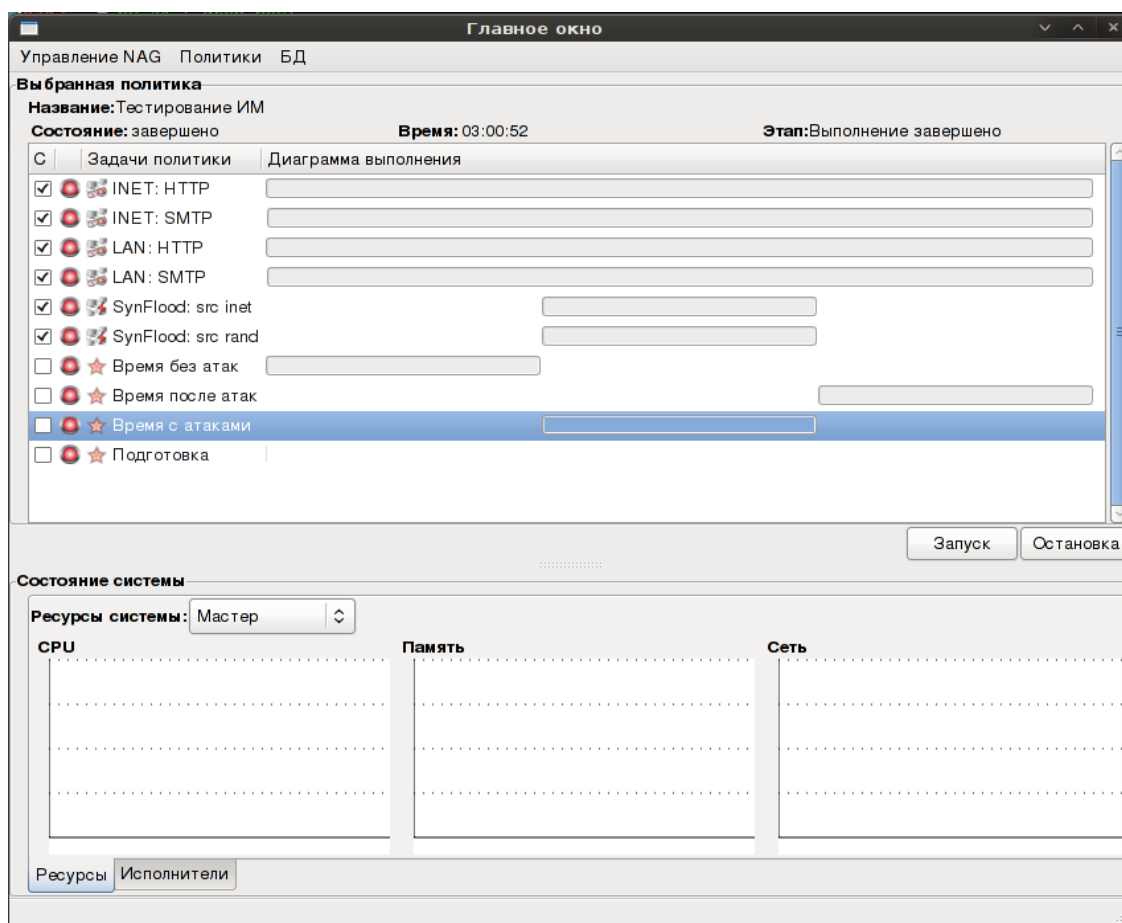 Главное окно
Управление NAG Политики БД
Выбранная политика
Название:Тестирование ИМ
Состояние: завершено Время: 03:00:52 Этап:Выполнение завершено
С Задачи политики Диаграмма выполнения
INET: HTTP
INET: SMTP
LAN: HTTP
LAN: SMTP
SynFlood: src inet
SynFlood: src rand
Время без атак
Время после атак
Время с атаками
Подготовка
Запуск Остановка
Состояние системы
Ресурсы системы: Мастер
CPU Память Сеть
Ресурсы Исполнители